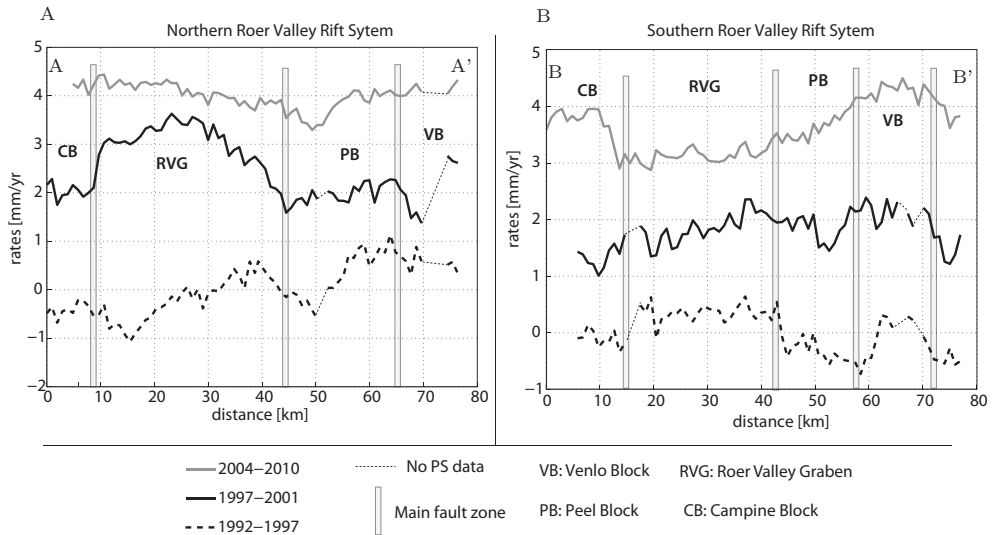 A
Northern Roer Valley Rift Sytem
A
A'
CB
RVG
PB
VB
rates [mm/yr]
5
4
3
2
1
0
−1
−2
0 10 20 30 40 50 60 70 80
distance [km]
B
Southern Roer Valley Rift Sytem
B
B'
CB
RVG
PB
VB
rates [mm/yr]
5
4
3
2
1
0
−1
0 10 20 30 40 50 60 70 80
distance [km]
2004−2010
1997−2001
1992−1997
No PS data
Main fault zone
VB: Venlo Block
PB: Peel Block
RVG: Roer Valley Graben
CB: Campine Block